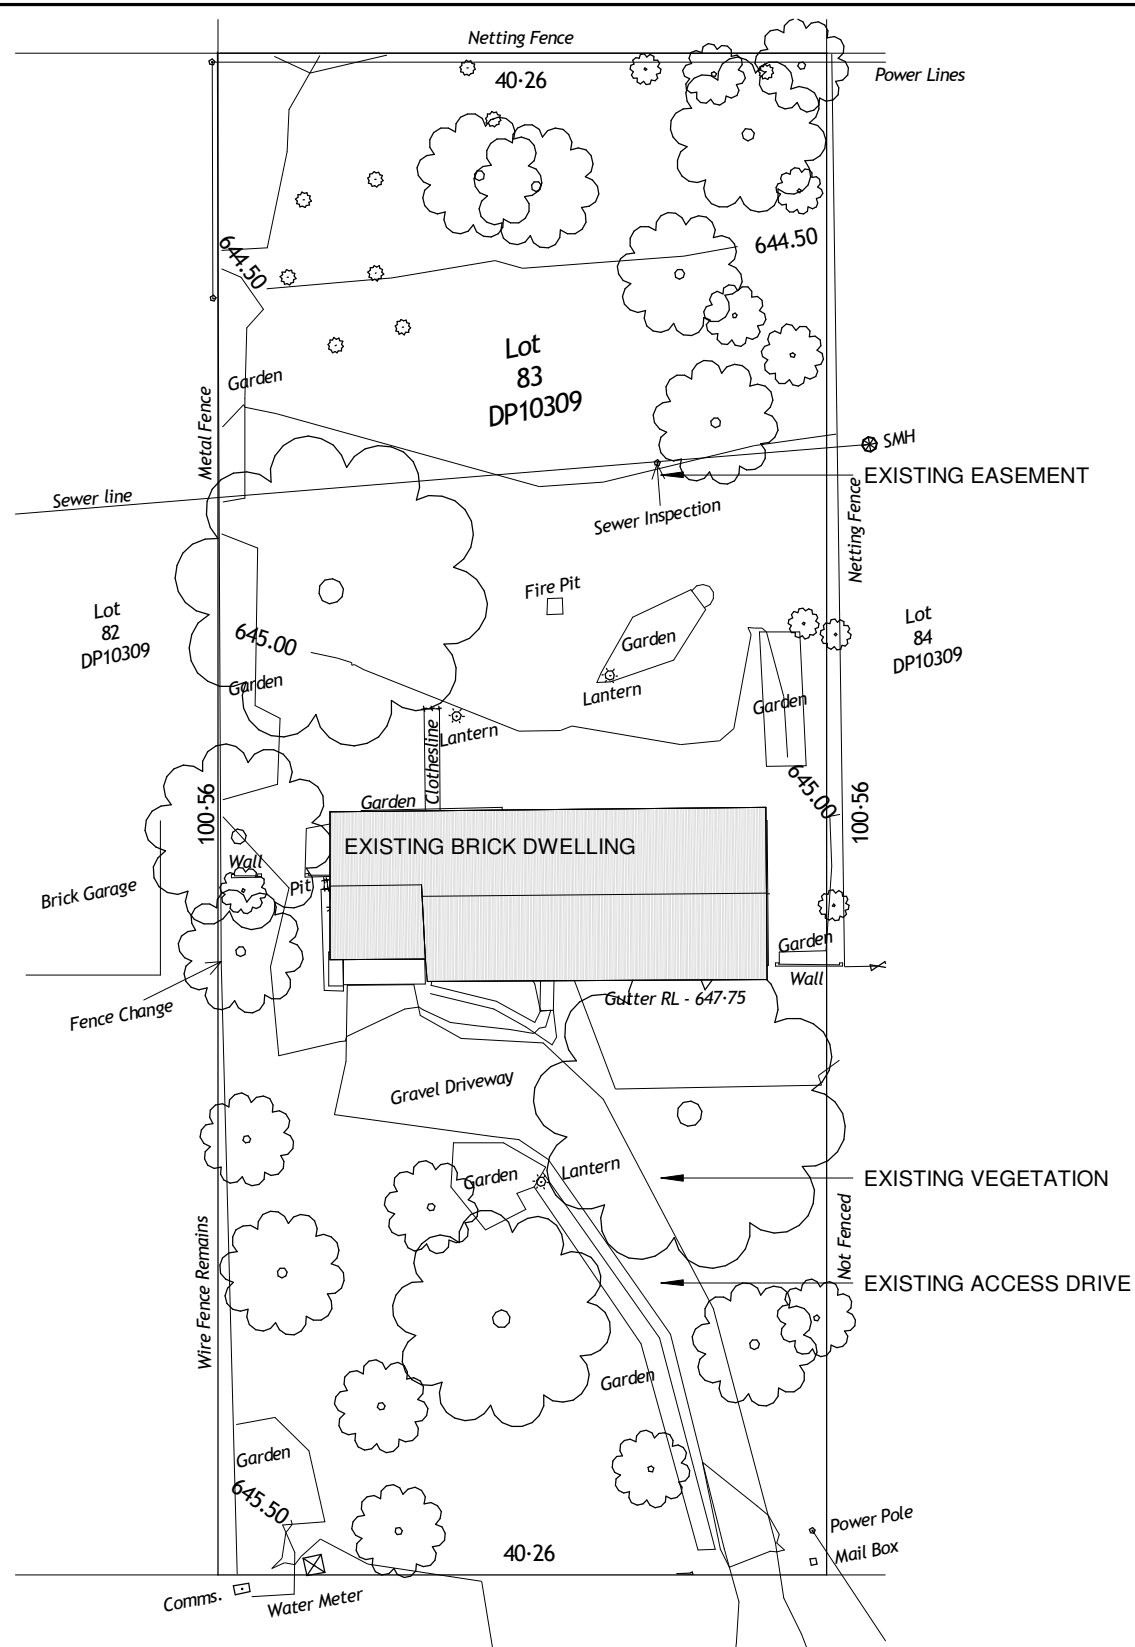 Netting Fence
40·26
Power Lines
644.50
644.50
Lot
83
DP10309
Garden
Metal Fence
SMH
EXISTING EASEMENT
Sewer line
Sewer Inspection
Netting Fence
Fire Pit
Lot
82
DP10309
Lot
84
DP10309
645.00
Garden
Garden
Lantern
Garden
Lantern
Clothesline
645.00
100·56
100·56
Garden
EXISTING BRICK DWELLING
Wall
Pit
Brick Garage
Garden
Wall
Gutter RL - 647·75
Fence Change
Gravel Driveway
Garden
Lantern
EXISTING VEGETATION
Not Fenced
Wire Fence Remains
EXISTING ACCESS DRIVE
Garden
Garden
645.50
Power Pole
Mail Box
40·26
Comms.
Water Meter